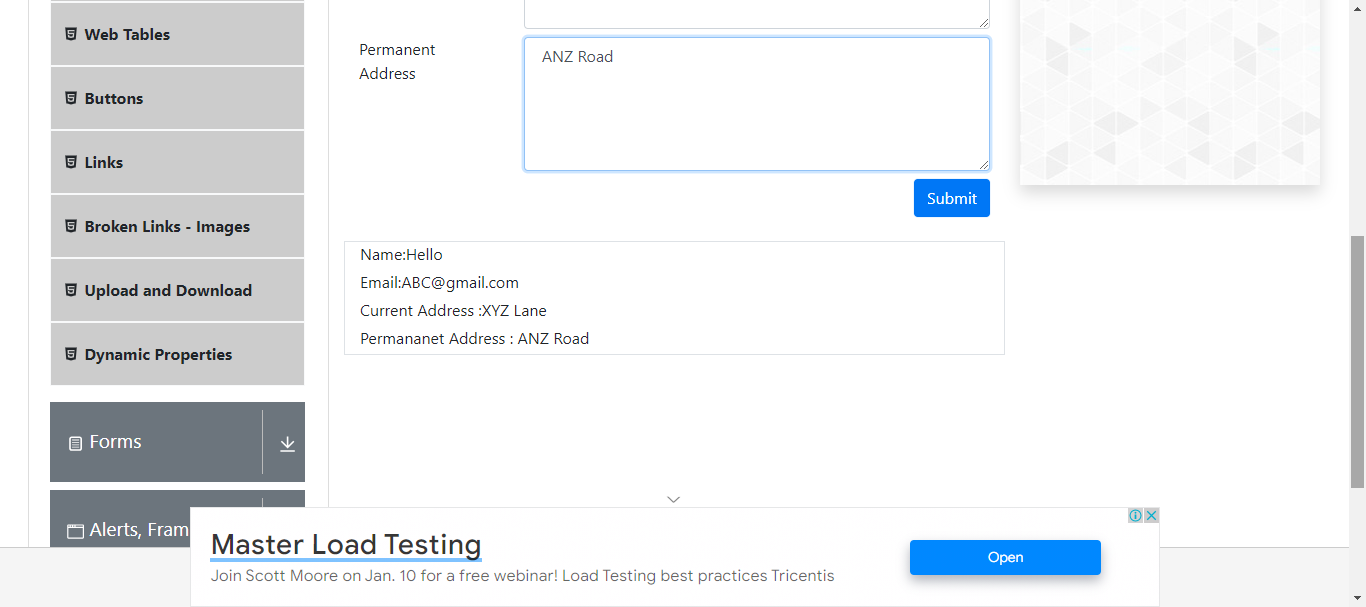 Web Tables
Buttons
Links
Broken Links - Images
Upload and Download
Dynamic Properties
Forms
Alerts, Fram
Permanent
Address
ANZ Road
Submit
Name:Hello
Email:ABC@gmail.com
Current Address :XYZ Lane
Permananet Address : ANZ Road
Master Load Testing
Join Scott Moore on Jan. 10 for a free webinar! Load Testing best practices Tricentis
Open